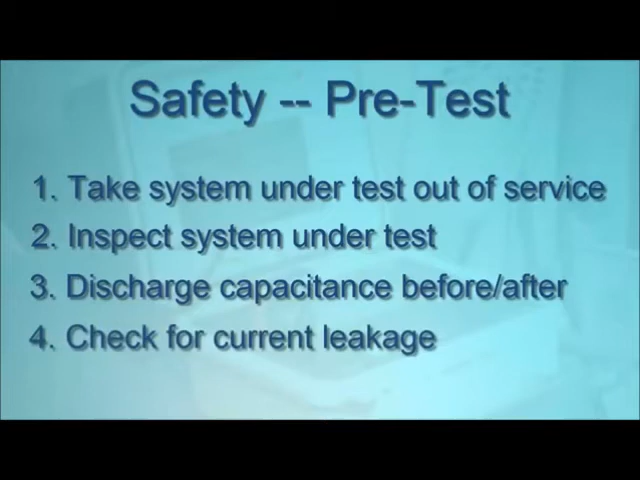 Safety -- Pre-Test
1. Take system under test out of service
2. Inspect system under test
3. Discharge capacitance before/after
4. Check for current leakage